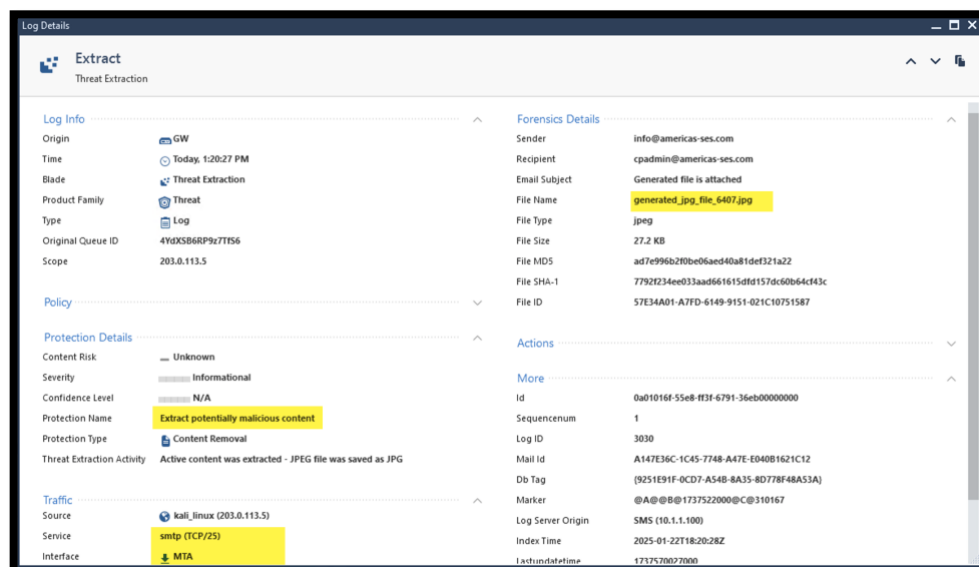 Log Details
Extract
Threat Extraction
Log Info
Origin GW
Time Today, 1:20:27 PM
Blade Threat Extraction
Product Family Threat
Type Log
Original Queue ID 4YdXSB6RP9z7TfS6
Scope 203.0.113.5
Policy
Protection Details
Content Risk Unknown
Severity Informational
Confidence Level N/A
Protection Name Extract potentially malicious content
Protection Type Content Removal
Threat Extraction Activity Active content was extracted - JPEG file was saved as JPG
Traffic
Source kali_linux (203.0.113.5)
Service smtp (TCP/25)
Interface MTA
Forensics Details
Sender info@americas-ses.com
Recipient cpadmin@americas-ses.com
Email Subject Generated file is attached
File Name generated_jpg_file_6407.jpg
File Type jpeg
File Size 27.2 KB
File MD5 ad7e996b2f0be06aed40a81def321a22
File SHA-1 7792f234ee033aad661615dfd157dc60b64cf43c
File ID 57E34A01-A7FD-6149-9151-021C10751587
Actions
More
Id 0a01016f-55e8-ff3f-6791-36eb00000000
Sequencenum 1
Log ID 3030
Mail Id A147E36C-1C45-7748-A47E-E040B1621C12
Db Tag {9251E91F-0CD7-A54B-8A35-8D778F48A53A}
Marker @A@@B@1737522000@C@310167
Log Server Origin SMS (10.1.1.100)
Index Time 2025-01-22T18:20:28Z
Lastupdatetime 1737570027000